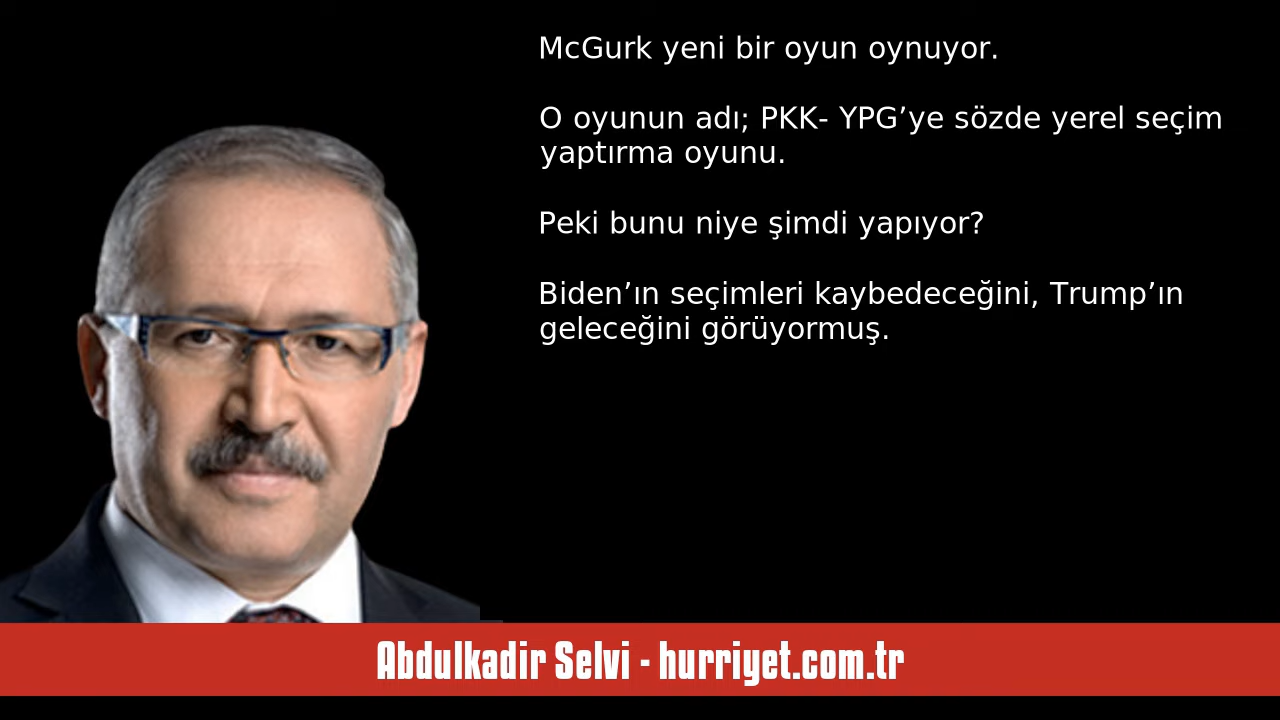 McGurk yeni bir oyun oynuyor.
O oyunun adı; PKK- YPG’ye sözde yerel seçim
yaptırma oyunu.
Peki bunu niye şimdi yapıyor?
Biden’ın seçimleri kaybedeceğini, Trump’ın
geleceğini görüyormuş.
Abdulkadir Selvi - hurriyet.com.tr